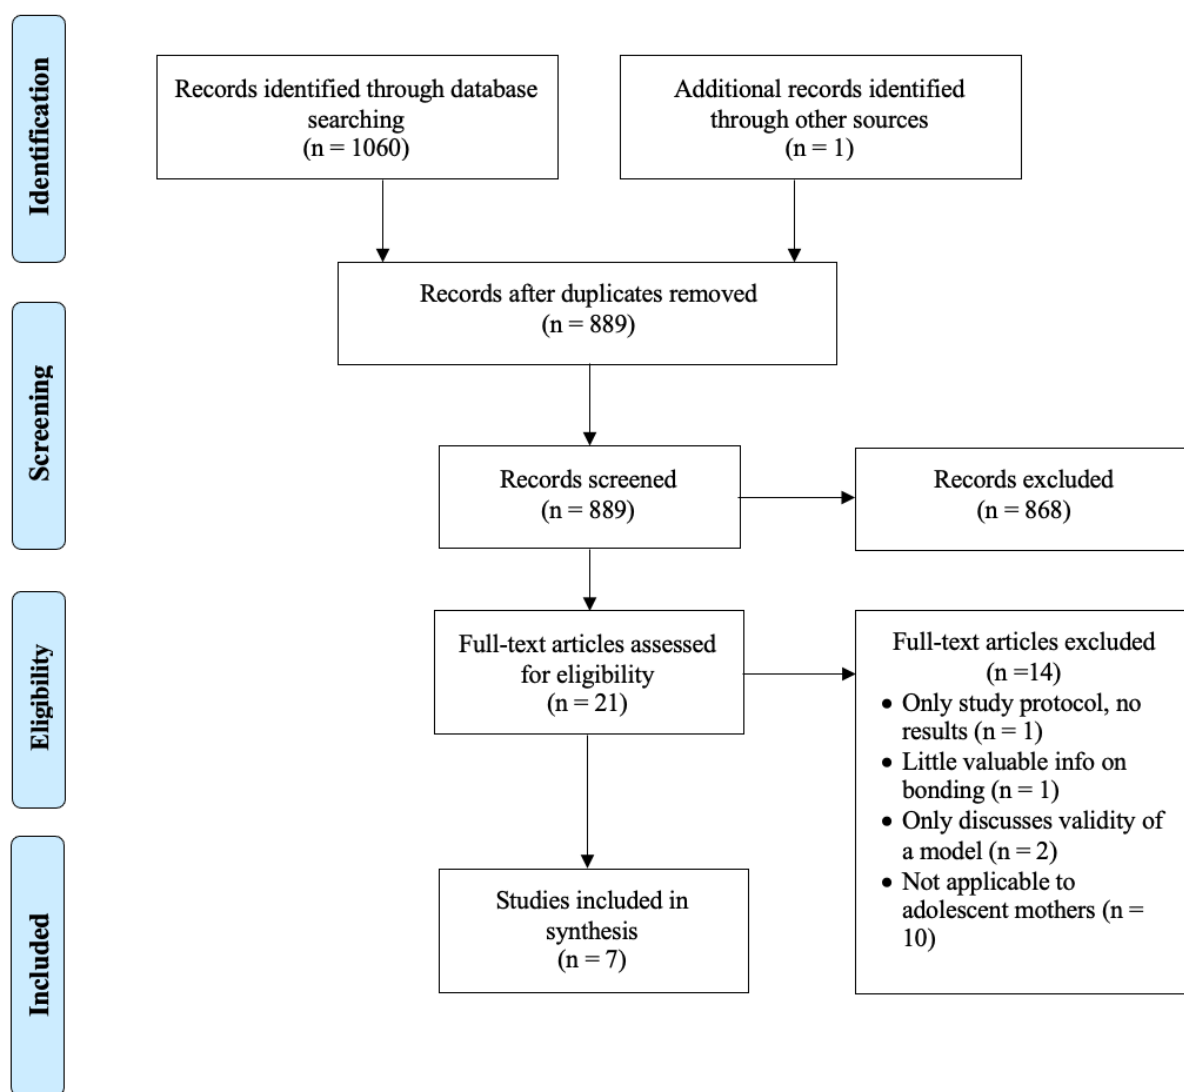 Identification
Records identified through database
searching
(n = 1060)
Additional records identified
through other sources
(n = 1)
Records after duplicates removed
(n = 889)
Screening
Records screened
(n = 889)
Records excluded
(n = 868)
Eligibility
Full-text articles assessed
for eligibility
(n = 21)
Full-text articles excluded
(n =14)
• Only study protocol, no
results (n = 1)
• Little valuable info on
bonding (n = 1)
• Only discusses validity of
a model (n = 2)
• Not applicable to
adolescent mothers (n =
10)
Included
Studies included in
synthesis
(n = 7)